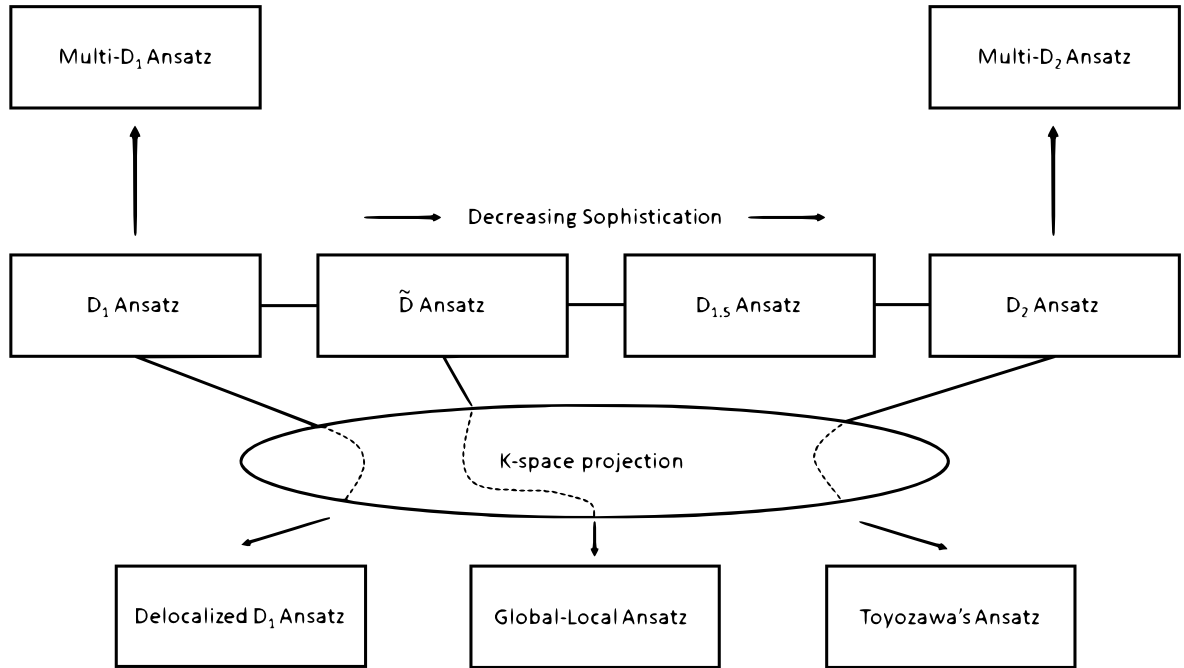 Multi-D₁ Ansatz
Multi-D₂ Ansatz
Decreasing Sophistication
D₁ Ansatz
D̃ Ansatz
D₁.₅ Ansatz
D₂ Ansatz
K-space projection
Delocalized D₁ Ansatz
Global-Local Ansatz
Toyozawa's Ansatz